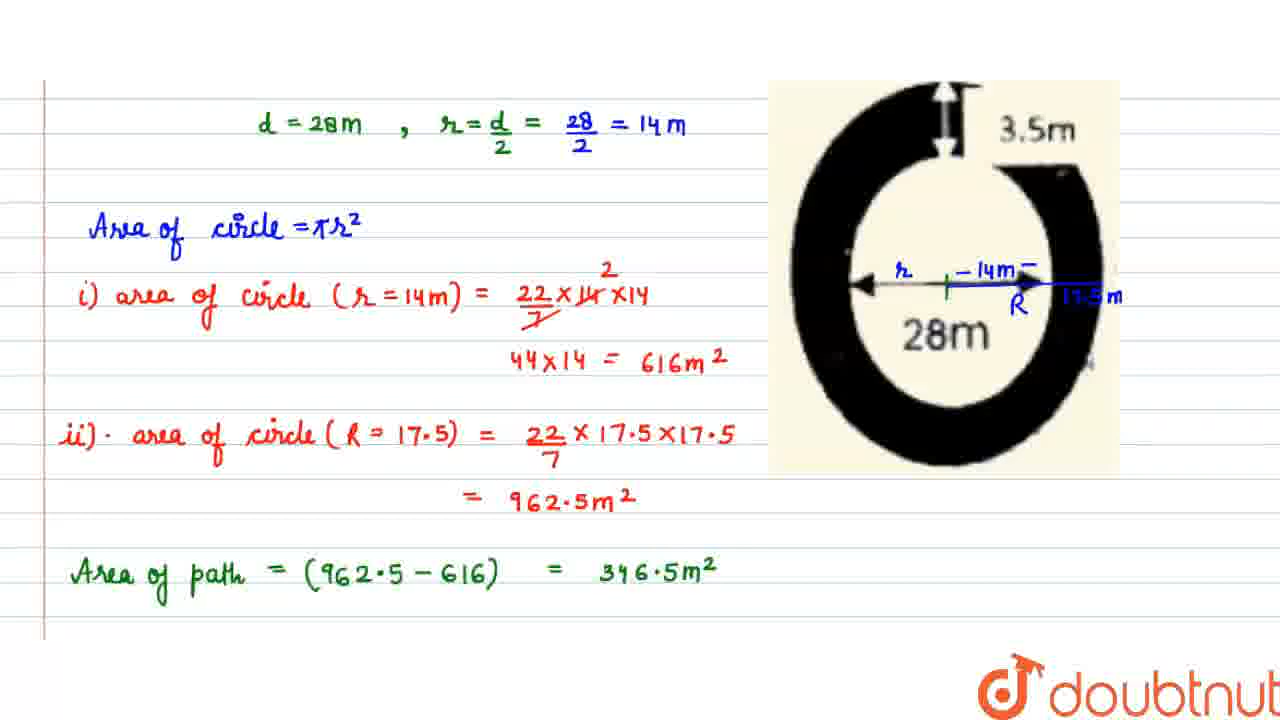 d = 28m , r = d/2 = 28/2 = 14m
3.5m
Area of circle = πr²
r - 14m -
R 17.5m
28m
i) area of circle (r = 14m) = 22/7 × 14 × 14
2
44 × 14 = 616m²
ii). area of circle (R = 17.5) = 22/7 × 17.5 × 17.5
= 962.5m²
Area of path = (962.5 - 616) = 346.5m²
doubtnut